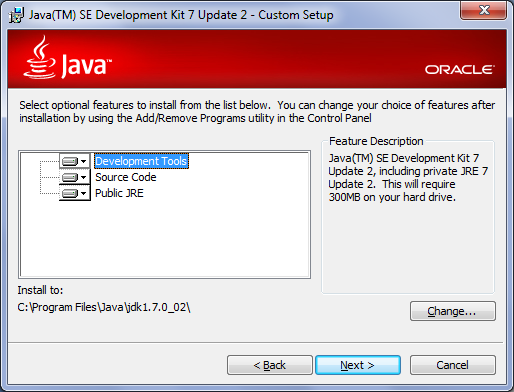 Java(TM) SE Development Kit 7 Update 2 - Custom Setup
Java™
ORACLE®
Select optional features to install from the list below.  You can change your choice of features after
installation by using the Add/Remove Programs utility in the Control Panel
Development Tools
Source Code
Public JRE
Feature Description
Java(TM) SE Development Kit 7
Update 2, including private JRE 7
Update 2.  This will require
300MB on your hard drive.
Install to:
C:\Program Files\Java\jdk1.7.0_02\
Change...
< Back
Next >
Cancel